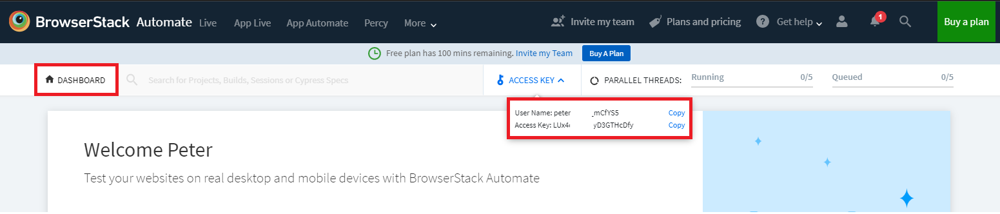 BrowserStack Automate Live App Live App Automate Percy More Invite my team Plans and pricing ? Get help 1 Buy a plan
Free plan has 100 mins remaining. Invite my Team Buy A Plan
DASHBOARD Search for Projects, Builds, Sessions or Cypress Specs ACCESS KEY PARALLEL THREADS: Running 0/5 Queued 0/5
User Name: peter _mCfYS5 Copy
Access Key: LUx4 yD3GTHcDfy Copy
Welcome Peter
Test your websites on real desktop and mobile devices with BrowserStack Automate